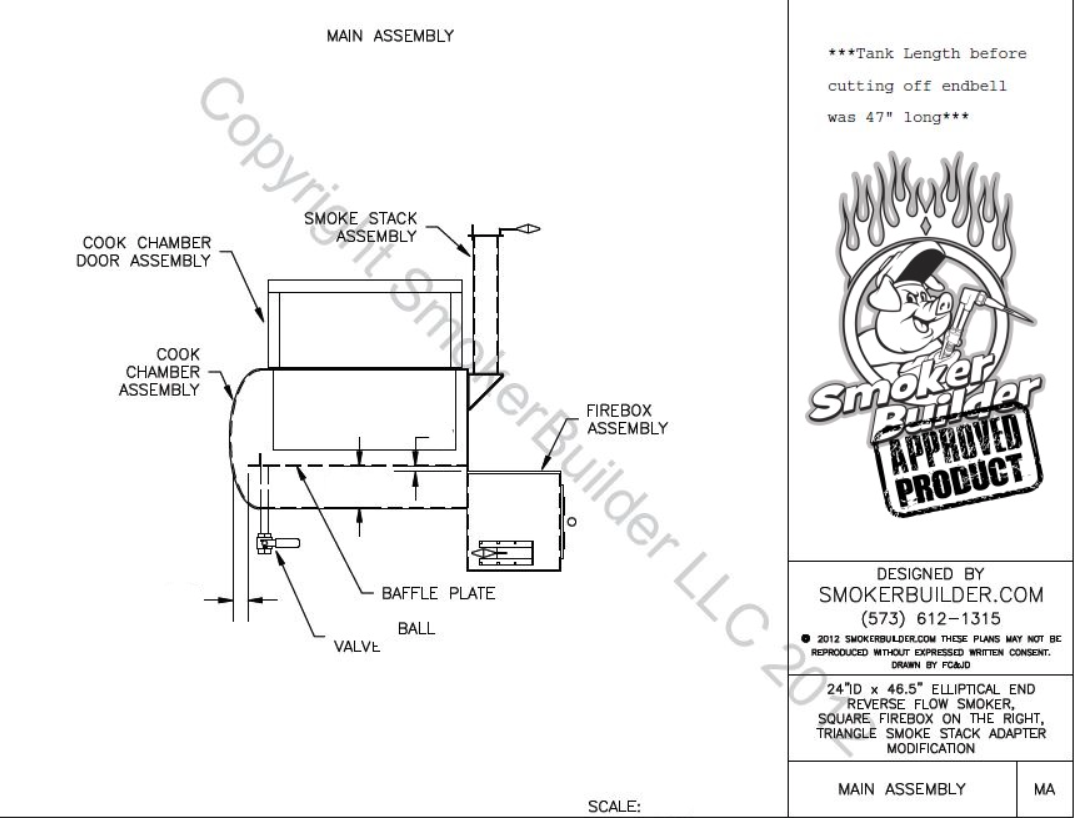 MAIN ASSEMBLY
SMOKE STACK
ASSEMBLY
COOK CHAMBER
DOOR ASSEMBLY
COOK
CHAMBER
ASSEMBLY
FIREBOX
ASSEMBLY
BAFFLE PLATE
BALL
VALVE
SCALE:
Copyright SmokerBuilder LLC 2012
***Tank Length before
cutting off endbell
was 47" long***
Smoker
Builder
APPROVED
PRODUCT
DESIGNED BY
SMOKERBUILDER.COM
(573) 612-1315
© 2012 SMOKERBUILDER.COM THESE PLANS MAY NOT BE
REPRODUCED WITHOUT EXPRESSED WRITTEN CONSENT.
DRAWN BY FC&JD
24"ID x 46.5" ELLIPTICAL END
REVERSE FLOW SMOKER,
SQUARE FIREBOX ON THE RIGHT,
TRIANGLE SMOKE STACK ADAPTER
MODIFICATION
MAIN ASSEMBLY
MA